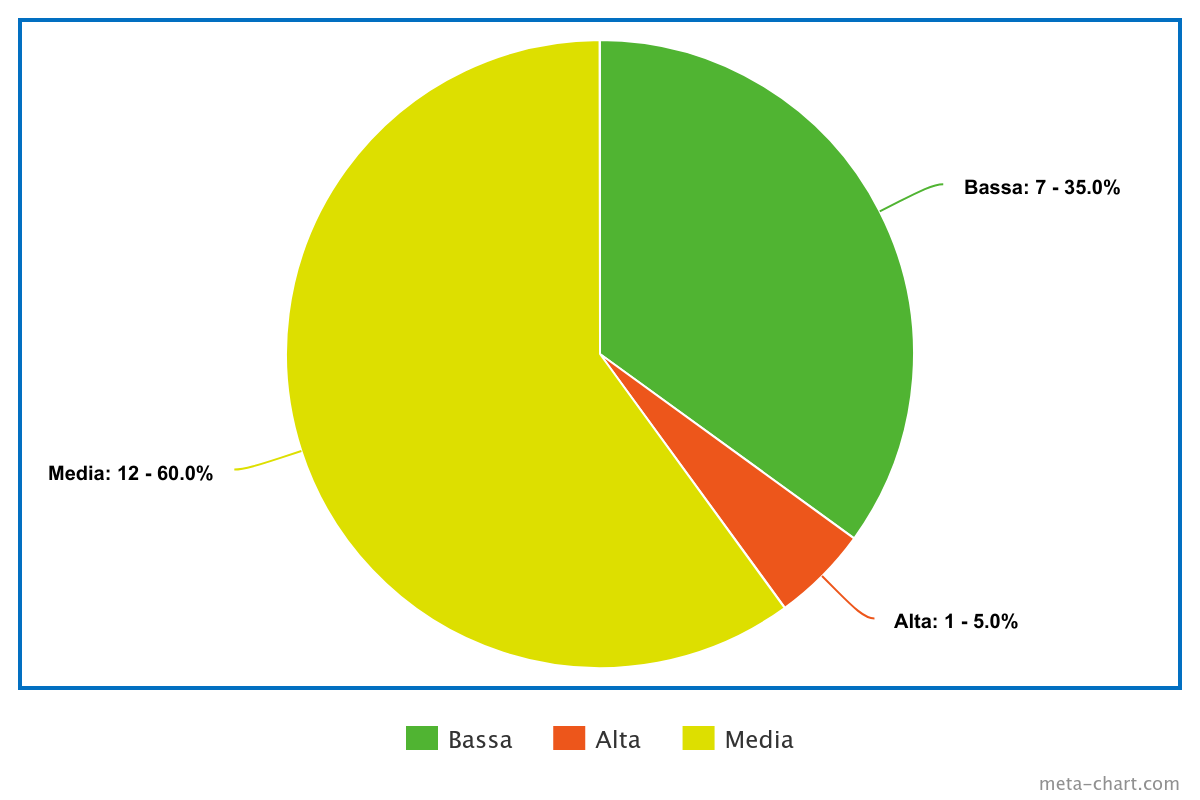 Bassa: 7 - 35.0%
Media: 12 - 60.0%
Alta: 1 - 5.0%
Bassa Alta Media
meta-chart.com